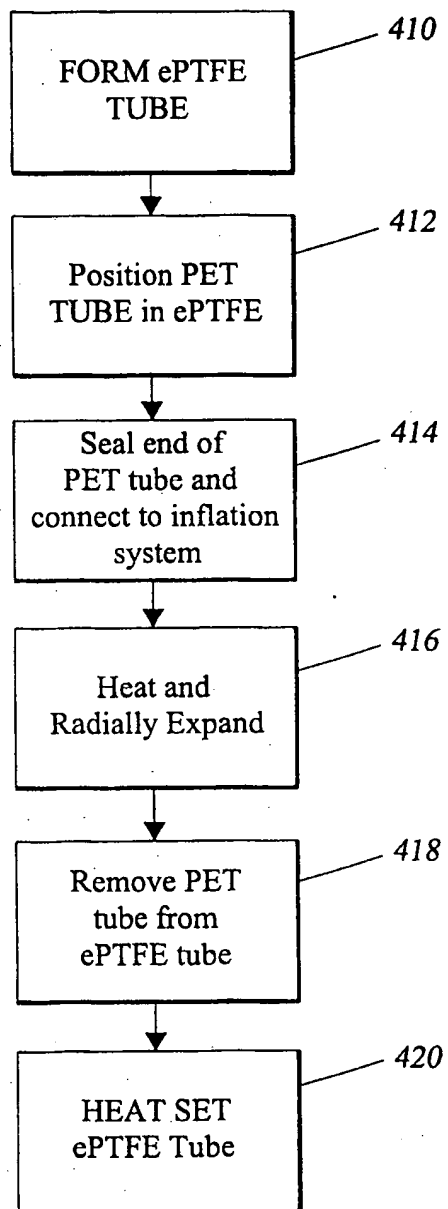 410
FORM ePTFE
TUBE
412
Position PET
TUBE in ePTFE
414
Seal end of
PET tube and
connect to inflation
system
416
Heat and
Radially Expand
418
Remove PET
tube from
ePTFE tube
420
HEAT SET
ePTFE Tube